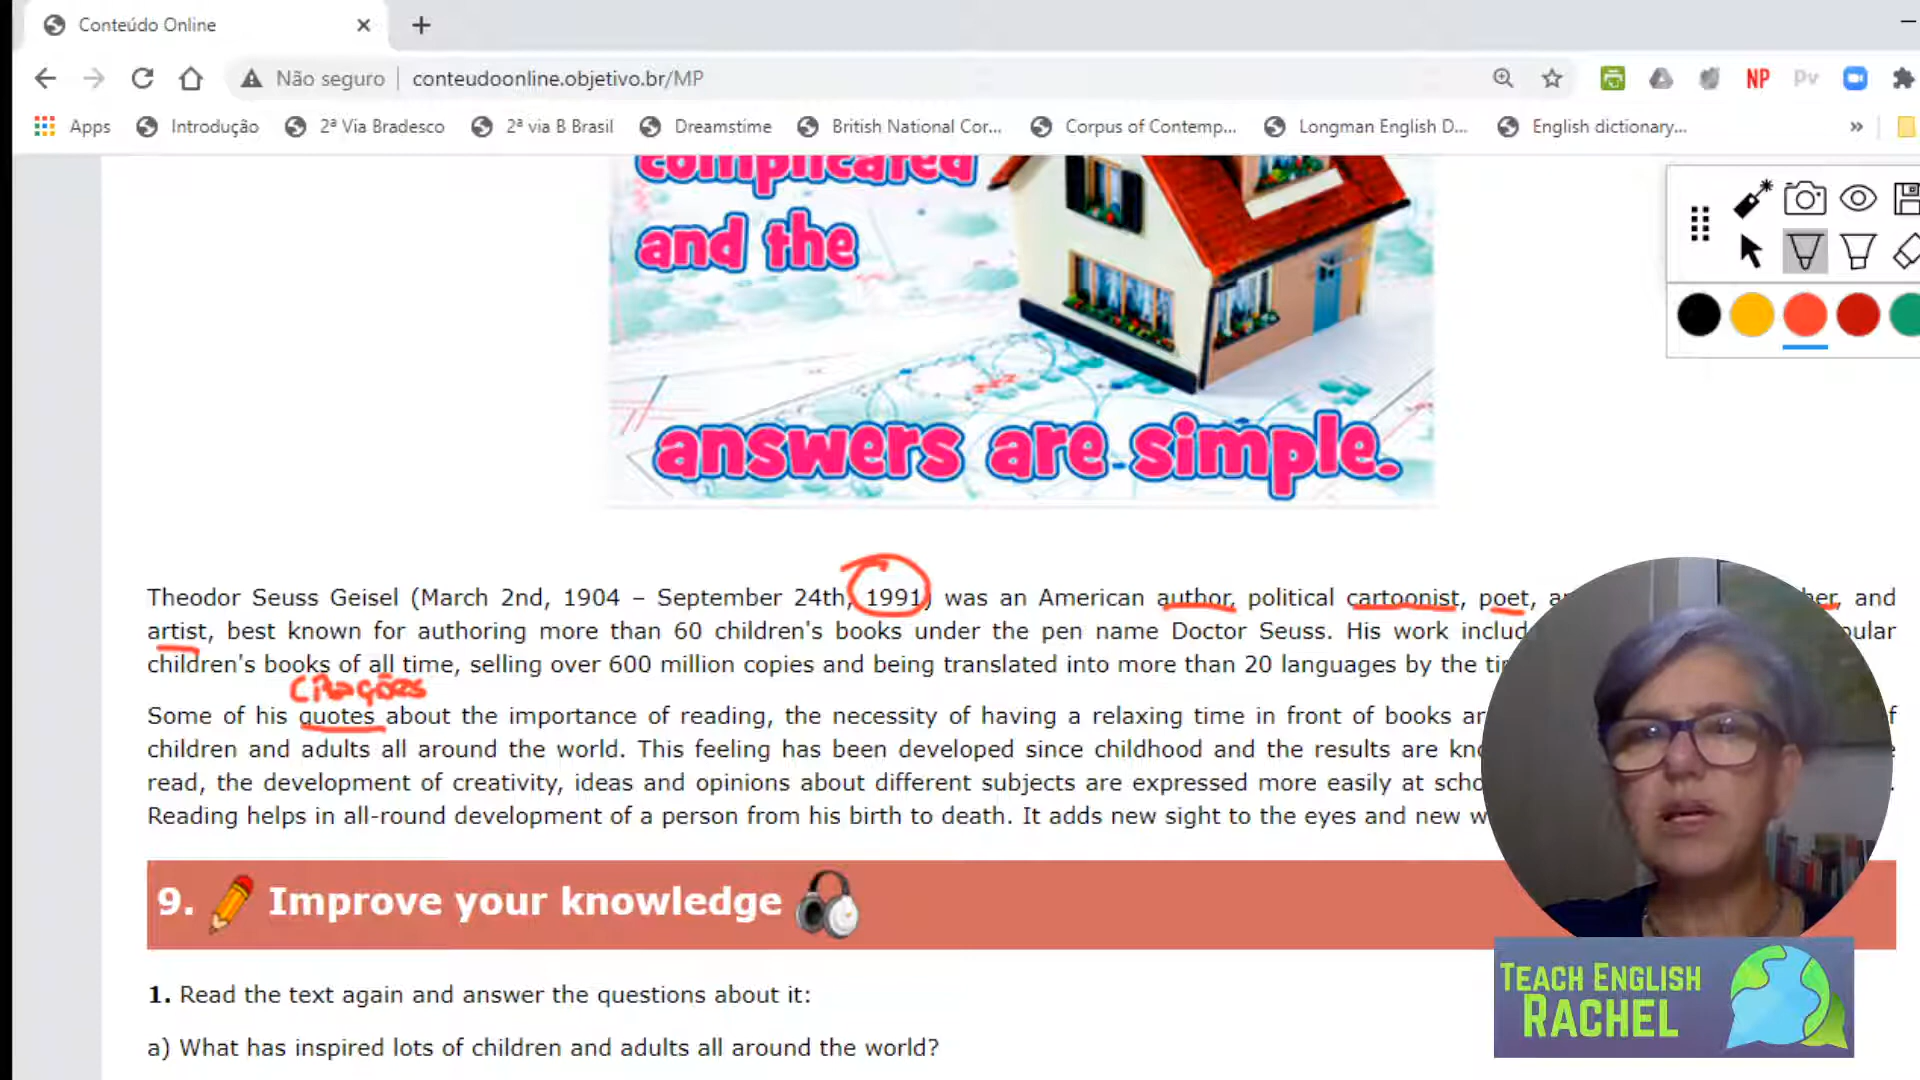 Conteúdo Online
Não seguro conteudoonline.objetivo.br/MP
NP Pv
Apps Introdução 2ª Via Bradesco 2ª via B Brasil Dreamstime British National Cor... Corpus of Contemp... Longman English D... English dictionary... »
complicated
and the
answers are simple.
Theodor Seuss Geisel (March 2nd, 1904 – September 24th, 1991) was an American author, political cartoonist, poet, and
artist, best known for authoring more than 60 children's books under the pen name Doctor Seuss. His work
children's books of all time, selling over 600 million copies and being translated into more than 20 languages by the
citações
Some of his quotes about the importance of reading, the necessity of having a relaxing time in front of books
children and adults all around the world. This feeling has been developed since childhood and the results are
read, the development of creativity, ideas and opinions about different subjects are expressed more easily at
Reading helps in all-round development of a person from his birth to death. It adds new sight to the eyes and new
9. Improve your knowledge
1. Read the text again and answer the questions about it:
a) What has inspired lots of children and adults all around the world?
TEACH ENGLISH
RACHEL